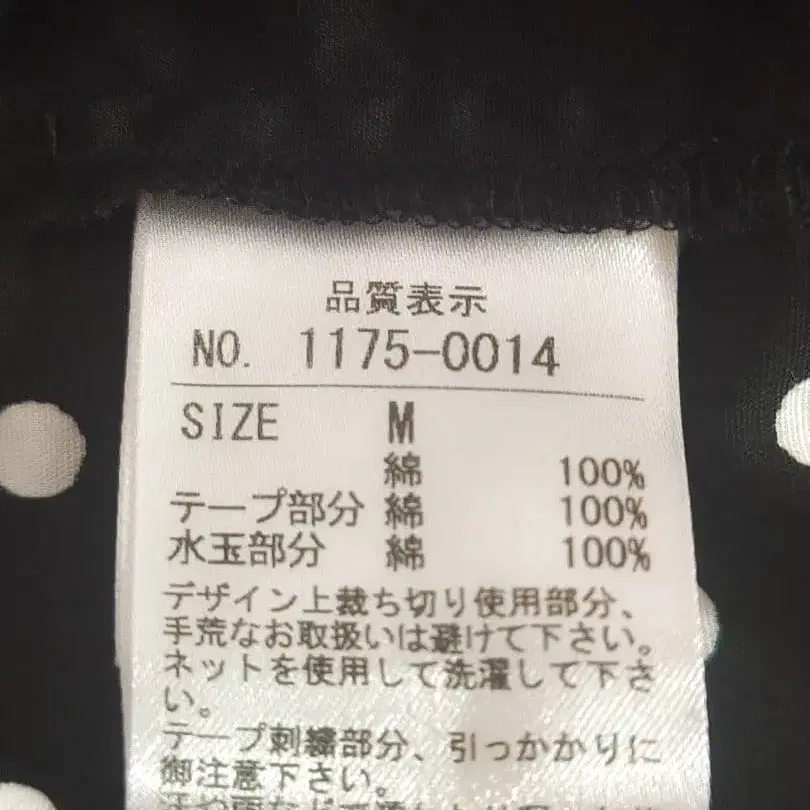 品質表示
NO. 1175-0014
SIZE M
綿 100%
テープ部分 綿 100%
水玉部分 綿 100%
デザイン上裁ち切り使用部分、
手荒なお取扱いは避けて下さい。
ネットを使用して洗濯して下さ
い。
テープ刺繍部分、引っかかりに
御注意下さい。